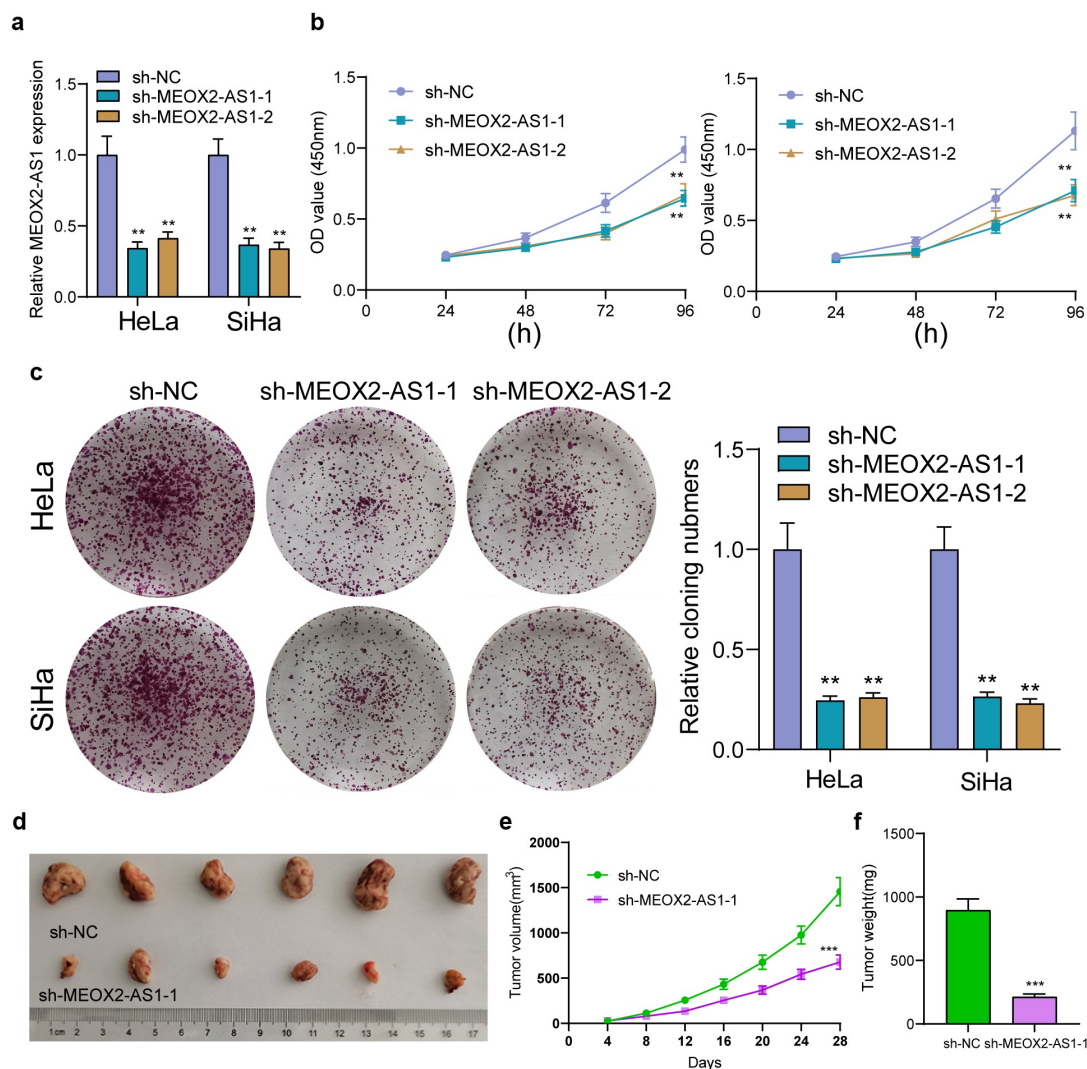 a
Relative MEOX2-AS1 expression
1.5
1.0
0.5
0.0
sh-NC
sh-MEOX2-AS1-1
sh-MEOX2-AS1-2
** **
** **
HeLa SiHa
b
OD value (450nm)
1.5
1.0
0.5
0.0
sh-NC
sh-MEOX2-AS1-1
sh-MEOX2-AS1-2
**
**
0 24 48 72 96
(h)
OD value (450nm)
1.5
1.0
0.5
0.0
sh-NC
sh-MEOX2-AS1-1
sh-MEOX2-AS1-2
**
**
0 24 48 72 96
(h)
c
sh-NC sh-MEOX2-AS1-1 sh-MEOX2-AS1-2
HeLa
SiHa
Relative cloning nubmers
1.5
1.0
0.5
0.0
sh-NC
sh-MEOX2-AS1-1
sh-MEOX2-AS1-2
** **
** **
HeLa SiHa
d
sh-NC
sh-MEOX2-AS1-1
1cm 2 3 4 5 6 7 8 9 10 11 12 13 14 15 16 17
e
Tumor volume(mm³)
2000
1500
1000
500
0
sh-NC
sh-MEOX2-AS1-1
***
0 4 8 12 16 20 24 28
Days
f
Tumor weight(mg)
1500
1000
500
0
***
sh-NC sh-MEOX2-AS1-1